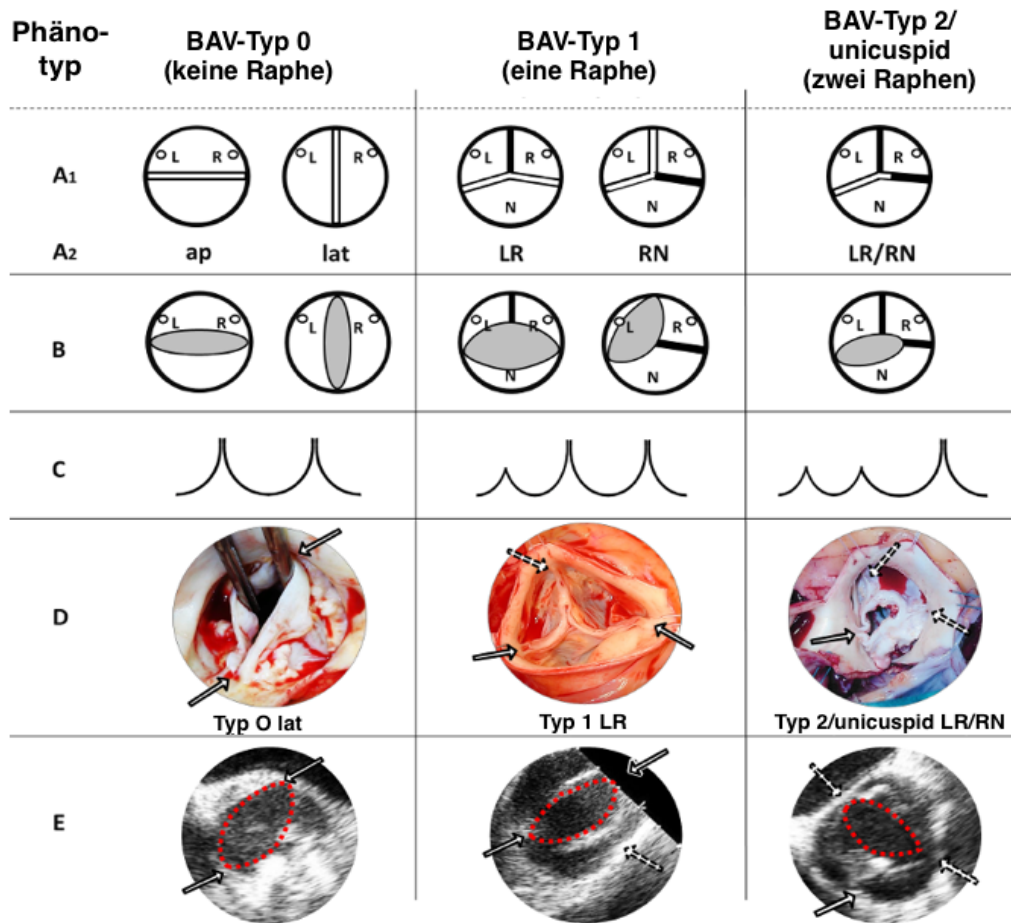 Phäno-
typ
BAV-Typ 0
(keine Raphe)
BAV-Typ 1
(eine Raphe)
BAV-Typ 2/
unicuspid
(zwei Raphen)
A1
L R
L R
L R
N
L R
N
L R
N
A2
ap
lat
LR
RN
LR/RN
B
L R
L R
L R
N
L R
N
L R
N
C
D
Typ O lat
Typ 1 LR
Typ 2/unicuspid LR/RN
E